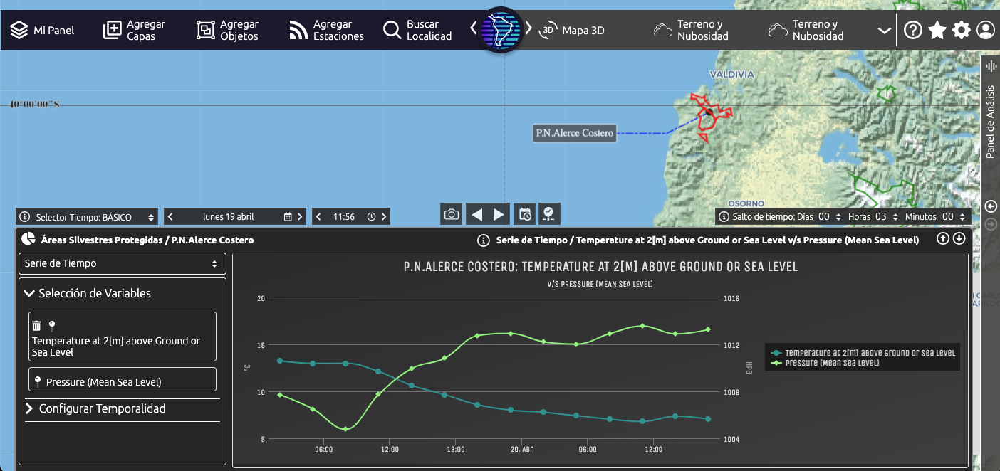 Mi Panel
Agregar
Capas
Agregar
Objetos
Agregar
Estaciones
Buscar
Localidad
3D
Mapa 3D
Terreno y
Nubosidad
Terreno y
Nubosidad
VALDIVIA
40°00'00"S
P.N.Alerce Costero
Panel de Análisis
OSORNO
Selector Tiempo: BÁSICO
lunes 19 abril
11:56
Salto de tiempo: Días 00 Horas 03 Minutos 00
Áreas Silvestres Protegidas / P.N.Alerce Costero
Serie de Tiempo / Temperature at 2[m] above Ground or Sea Level v/s Pressure (Mean Sea Level)
Serie de Tiempo
Selección de Variables
Temperature at 2[m] above Ground or
Sea Level
Pressure (Mean Sea Level)
Configurar Temporalidad
P.N.ALERCE COSTERO: TEMPERATURE AT 2[M] ABOVE GROUND OR SEA LEVEL
V/S PRESSURE (MEAN SEA LEVEL)
20
15
10
5
°C
1016
1012
1008
1004
HPa
06:00
12:00
18:00
20. Abr
06:00
12:00
Temperature at 2[m] above Ground or Sea Level
Pressure (Mean Sea Level)